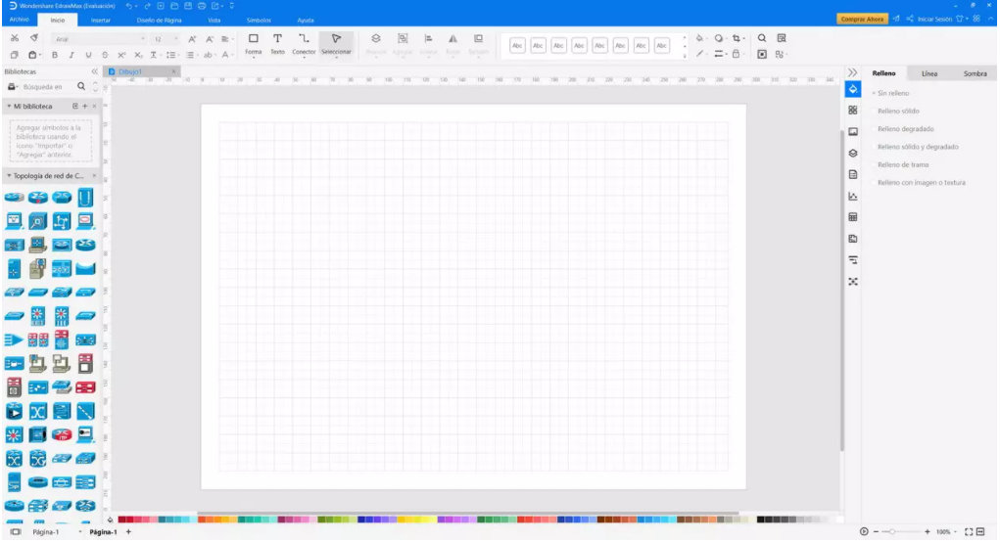 Wondershare EdrawMax (Evaluación)
Archivo Inicio Insertar Diseño de Página Vista Símbolos Ayuda
Comprar Ahora Iniciar Sesión
Arial 12
Forma Texto Conector Seleccionar
Abc Abc Abc Abc Abc Abc Abc Abc
Bibliotecas
Dibujo1
Búsqueda en
Mi biblioteca
Agregar símbolos a la
biblioteca usando el
icono "Importar" o
"Agregar" anterior.
Topología de red de C...
Relleno Línea Sombra
Sin relleno
Relleno sólido
Relleno degradado
Relleno sólido y degradado
Relleno de trama
Relleno con imagen o textura
Página-1 Página-1
100%